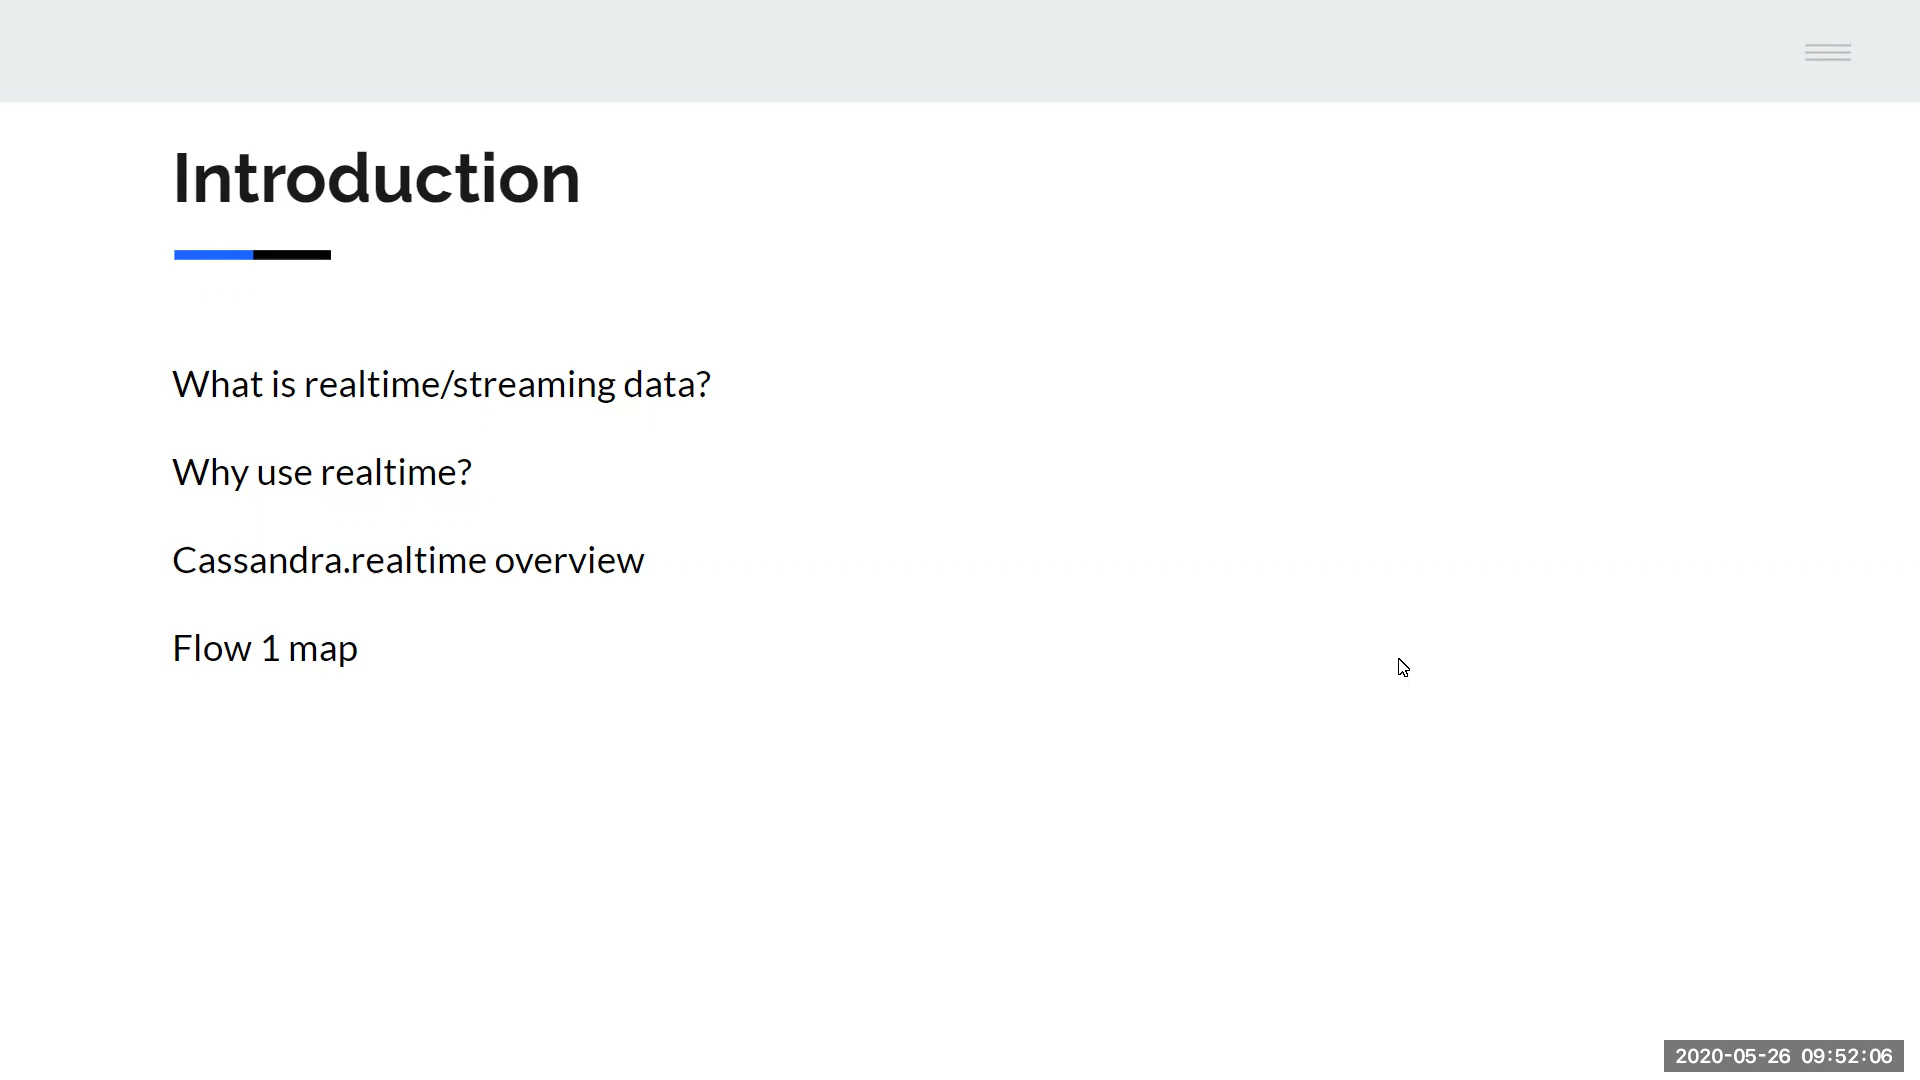 Introduction
What is realtime/streaming data?
Why use realtime?
Cassandra.realtime overview
Flow 1 map
2020-05-26 09:52:06